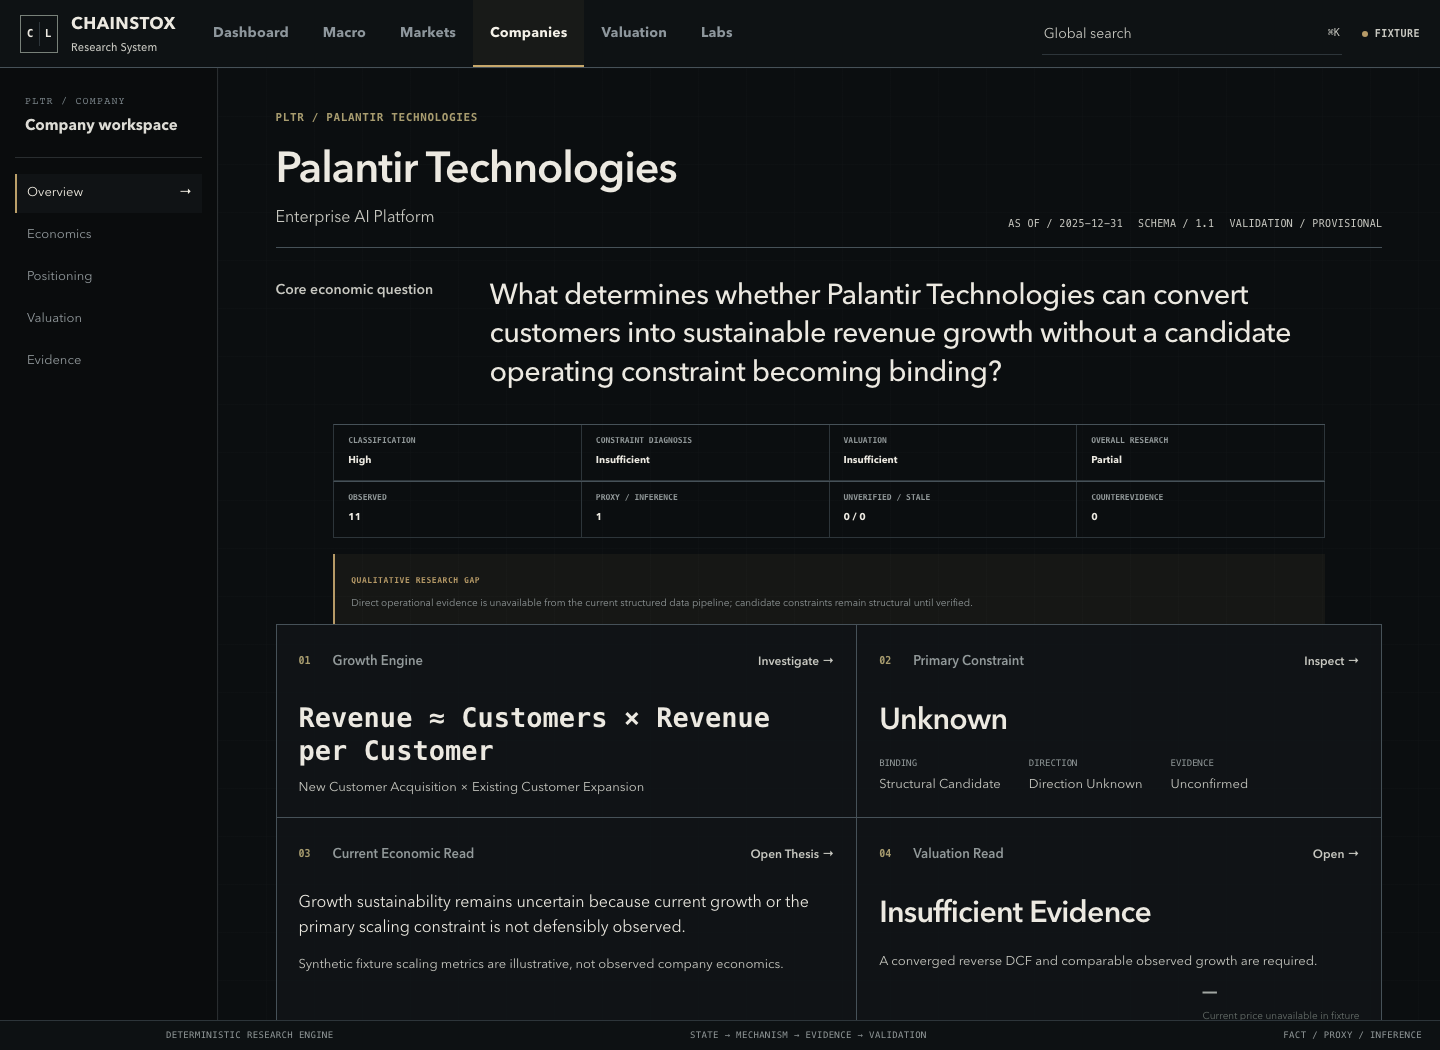 C L
CHAINSTOX
Research System
Dashboard
Macro
Markets
Companies
Valuation
Labs
Global search
⌘K
FIXTURE
PLTR / COMPANY
Company workspace
Overview →
Economics
Positioning
Valuation
Evidence
PLTR / PALANTIR TECHNOLOGIES
Palantir Technologies
Enterprise AI Platform
AS OF / 2025-12-31 SCHEMA / 1.1 VALIDATION / PROVISIONAL
Core economic question
What determines whether Palantir Technologies can convert
customers into sustainable revenue growth without a candidate
operating constraint becoming binding?
CLASSIFICATION
High
CONSTRAINT DIAGNOSIS
Insufficient
VALUATION
Insufficient
OVERALL RESEARCH
Partial
OBSERVED
11
PROXY / INFERENCE
1
UNVERIFIED / STALE
0 / 0
COUNTEREVIDENCE
0
QUALITATIVE RESEARCH GAP
Direct operational evidence is unavailable from the current structured data pipeline; candidate constraints remain structural until verified.
01 Growth Engine Investigate →
Revenue ≈ Customers × Revenue
per Customer
New Customer Acquisition × Existing Customer Expansion
02 Primary Constraint Inspect →
Unknown
BINDING
Structural Candidate
DIRECTION
Direction Unknown
EVIDENCE
Unconfirmed
03 Current Economic Read Open Thesis →
Growth sustainability remains uncertain because current growth or the
primary scaling constraint is not defensibly observed.
Synthetic fixture scaling metrics are illustrative, not observed company economics.
04 Valuation Read Open →
Insufficient Evidence
A converged reverse DCF and comparable observed growth are required.
—
Current price unavailable in fixture
DETERMINISTIC RESEARCH ENGINE
STATE → MECHANISM → EVIDENCE → VALIDATION
FACT / PROXY / INFERENCE